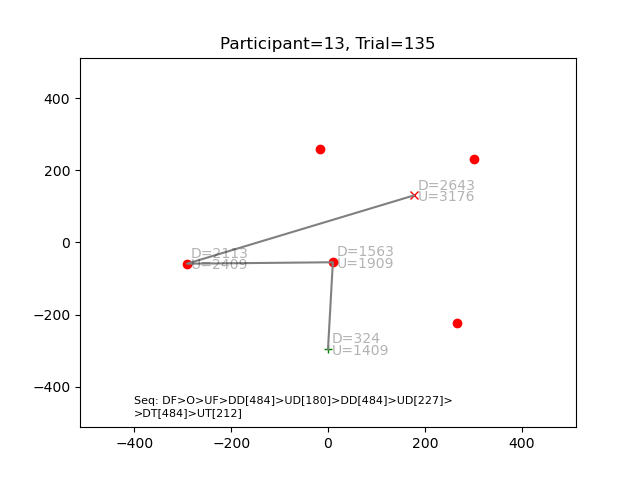 Participant=13, Trial=135
400
200
0
−200
−400
D=2643
U=3176
D=2113
U=2409
D=1563
U=1909
D=324
U=1409
Seq: DF>O>UF>DD[484]>UD[180]>DD[484]>UD[227]>
>DT[484]>UT[212]
−400
−200
0
200
400